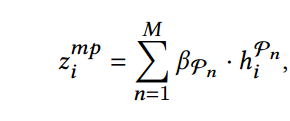 $z_i^{mp} = \sum_{n=1}^{M} \beta_{\mathcal{P}_n} \cdot h_i^{\mathcal{P}_n},$